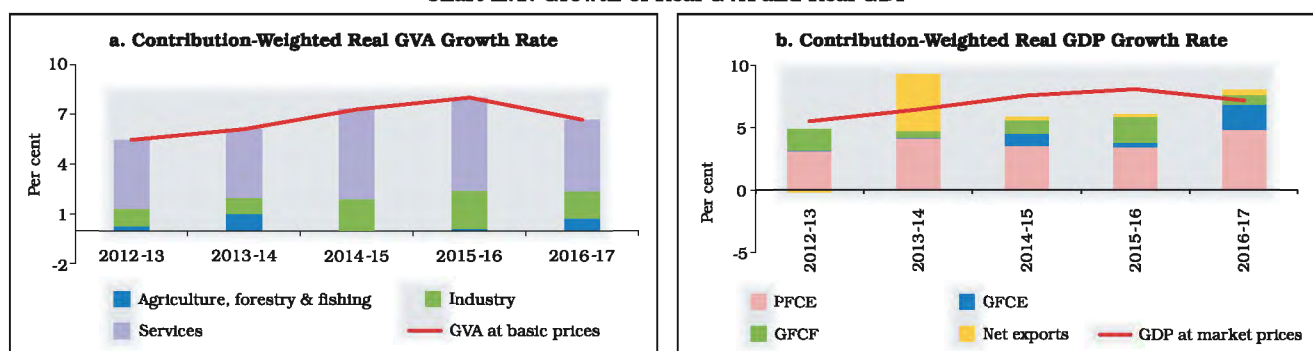 a. Contribution-Weighted Real GVA Growth Rate
10
7
4
1
-2
Per cent
2012-13 2013-14 2014-15 2015-16 2016-17
Agriculture, forestry & fishing Industry
Services GVA at basic prices
b. Contribution-Weighted Real GDP Growth Rate
10
5
0
-5
Per cent
2012-13 2013-14 2014-15 2015-16 2016-17
PFCE GFCE
GFCF Net exports GDP at market prices